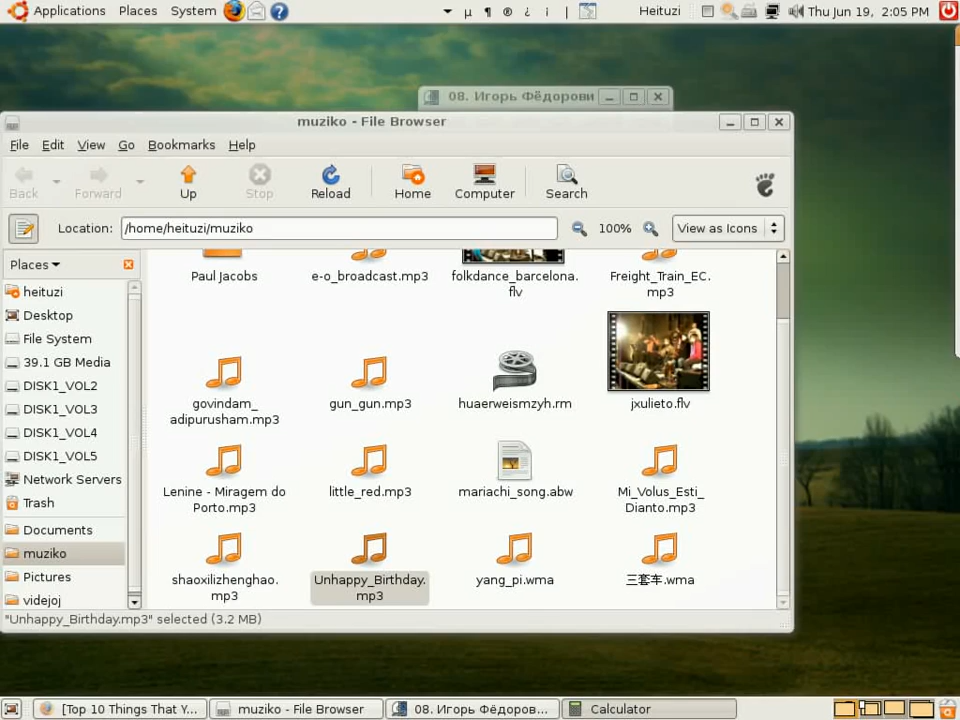 Applications Places System
µ ¶ ® ¿ ¡ |
Heituzi
Thu Jun 19, 2:05 PM
08. Игорь Фёдорови
muziko - File Browser
File Edit View Go Bookmarks Help
Back Forward Up Stop Reload Home Computer Search
Location: /home/heituzi/muziko 100% View as Icons
Places
heituzi
Desktop
File System
39.1 GB Media
DISK1_VOL2
DISK1_VOL3
DISK1_VOL4
DISK1_VOL5
Network Servers
Trash
Documents
muziko
Pictures
videjoj
Paul Jacobs
e-o_broadcast.mp3
folkdance_barcelona.
flv
Freight_Train_EC.
mp3
govindam_
adipurusham.mp3
gun_gun.mp3
huaerweismzyh.rm
jxulieto.flv
Lenine - Miragem do
Porto.mp3
little_red.mp3
mariachi_song.abw
Mi_Volus_Esti_
Dianto.mp3
shaoxilizhenghao.
mp3
Unhappy_Birthday.
mp3
yang_pi.wma
三套车.wma
"Unhappy_Birthday.mp3" selected (3.2 MB)
[Top 10 Things That Y...
muziko - File Browser
08. Игорь Фёдоров...
Calculator